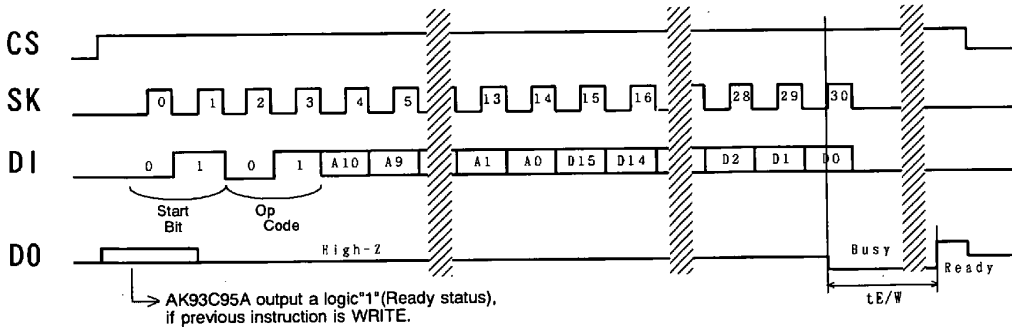 CS
SK 0 1 2 3 4 5 13 14 15 16 28 29 30
DI 0 1 0 1 A10 A9 A1 A0 D15 D14 D2 D1 D0
Start Bit
Op Code
DO High-Z Busy Ready
tE/W
AK93C95A output a logic"1"(Ready status),
if previous instruction is WRITE.